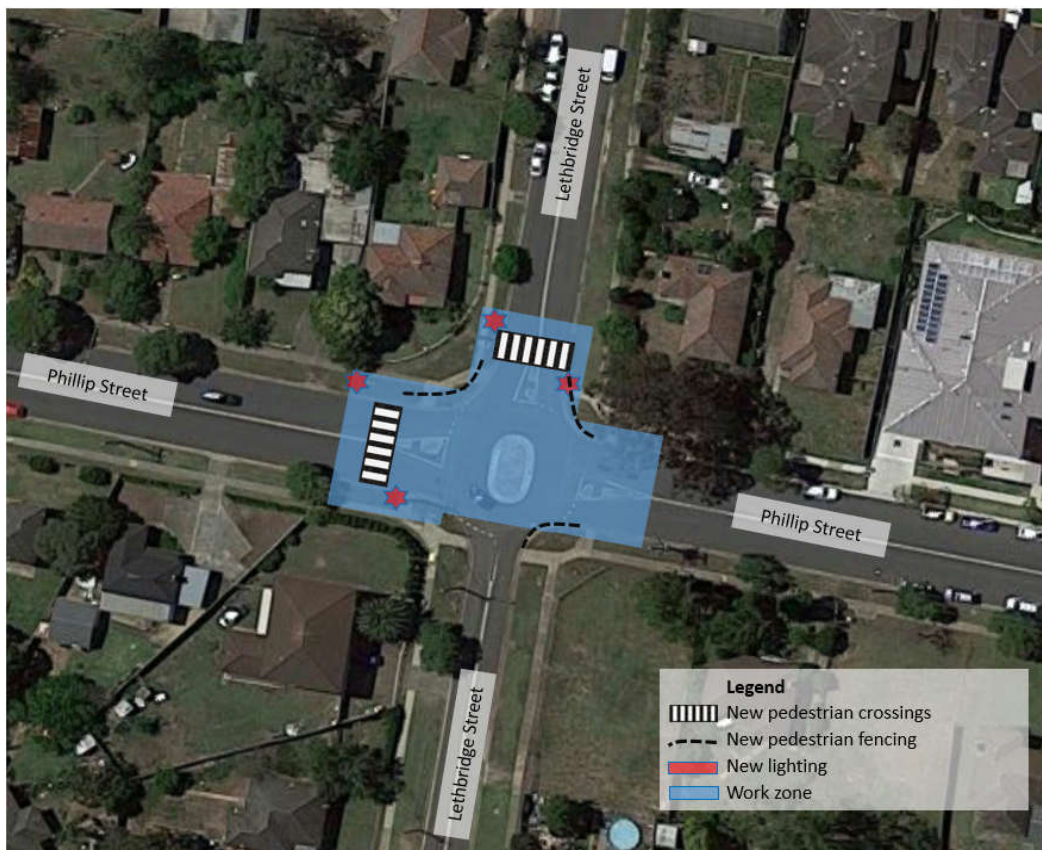 Lethbridge Street
Phillip Street
Phillip Street
Lethbridge Street
Legend
New pedestrian crossings
New pedestrian fencing
New lighting
Work zone